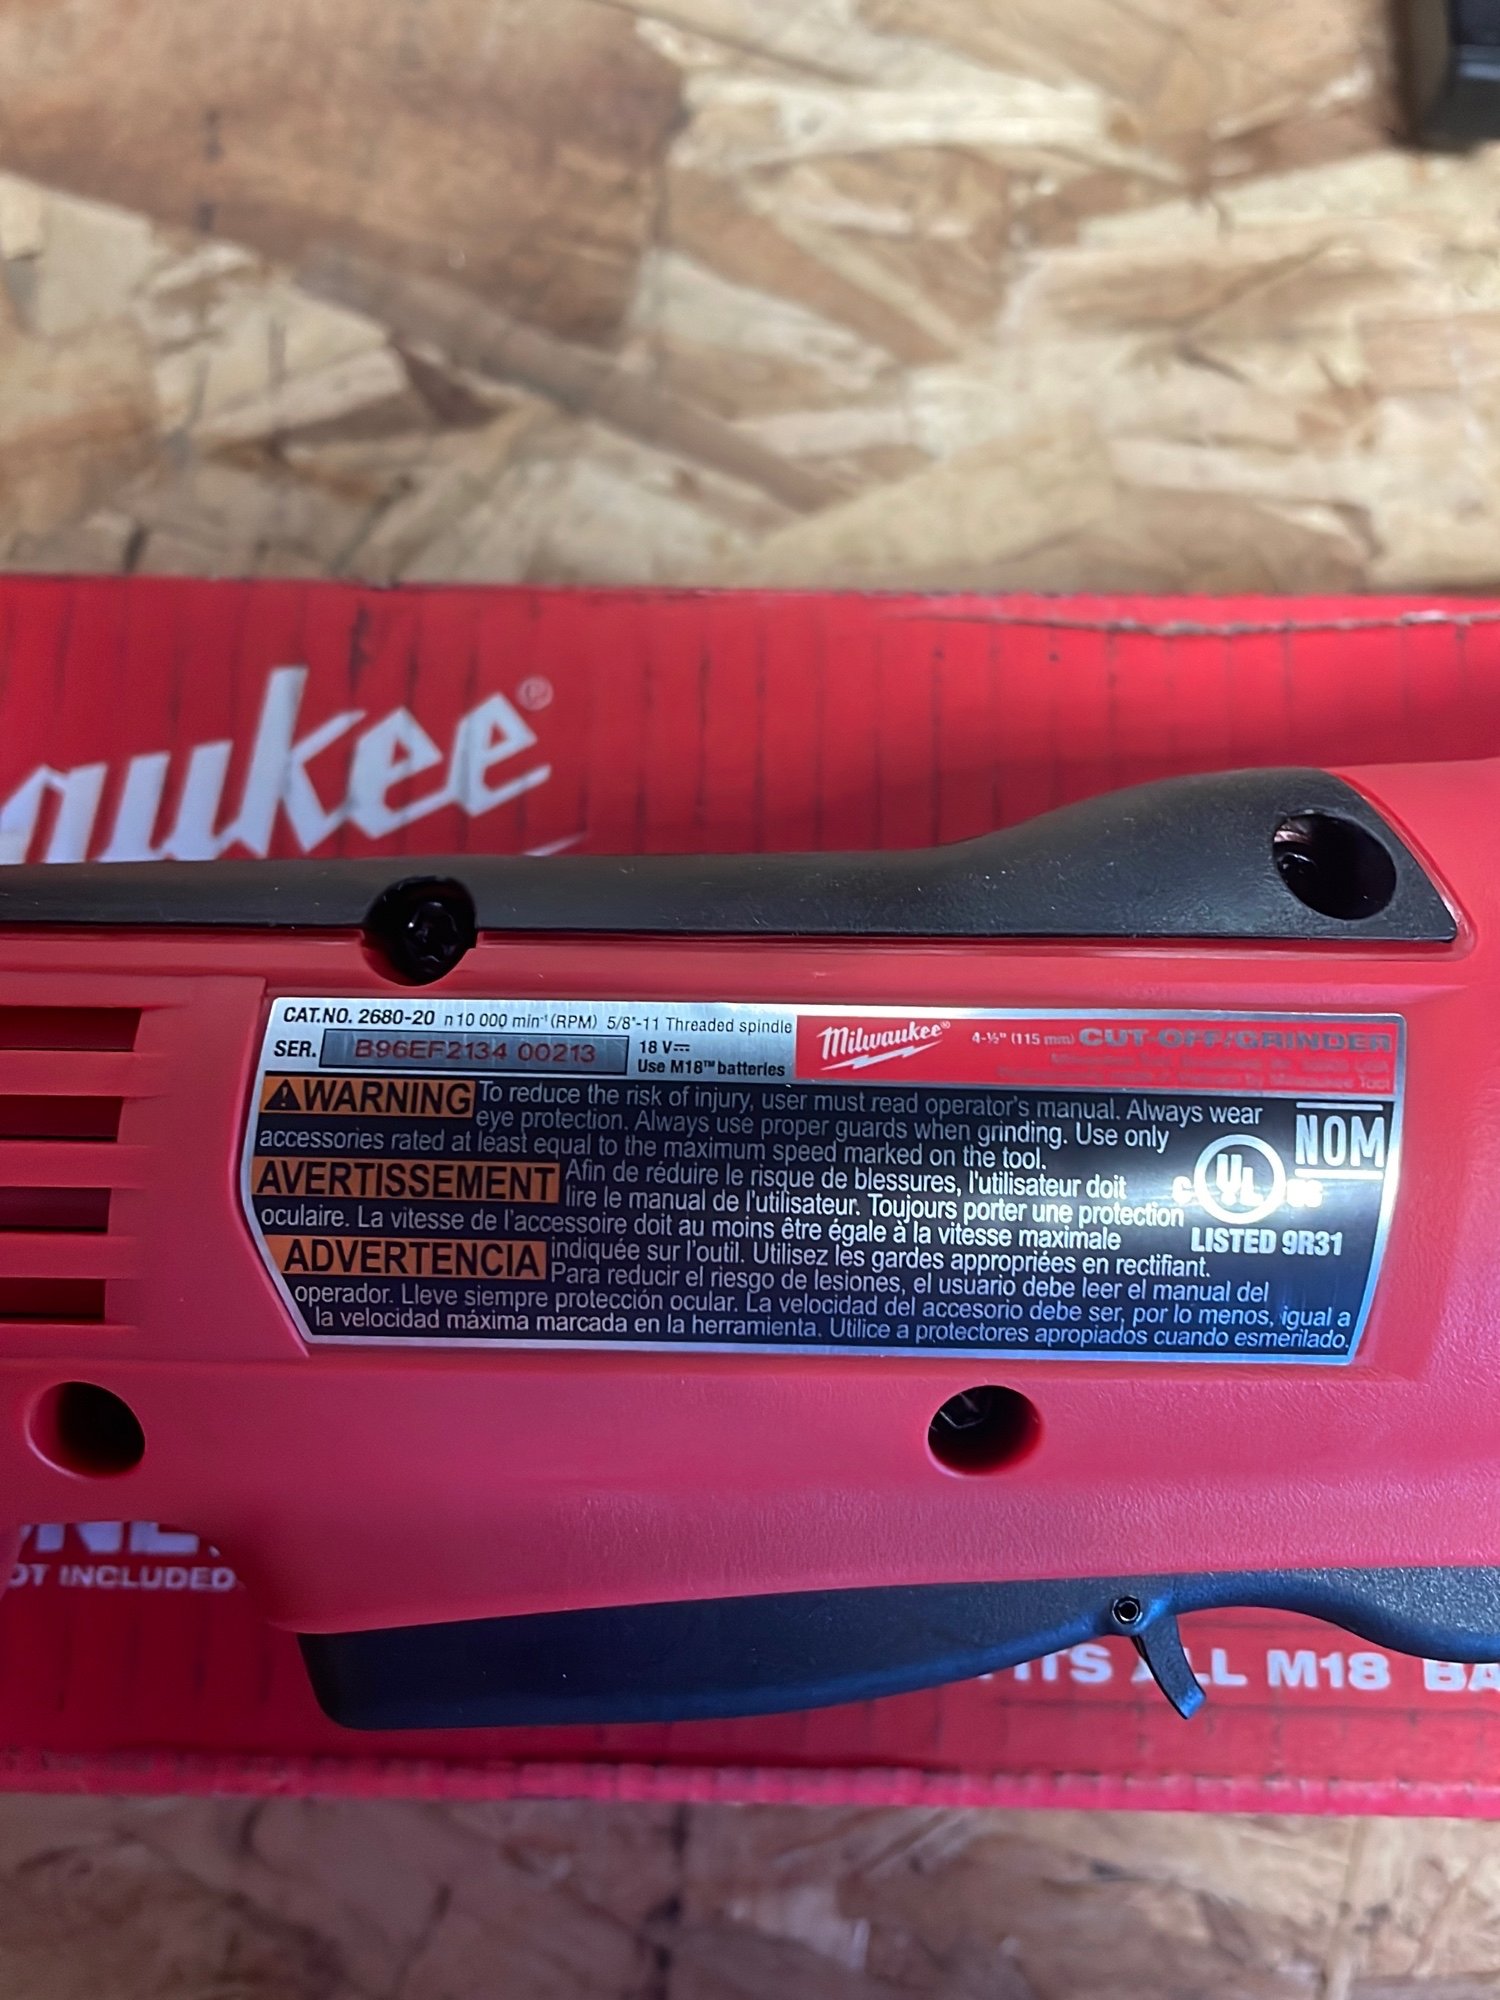 aukee®
CAT.NO. 2680-20 n 10 000 min⁻¹ (RPM) 5/8"-11 Threaded spindle
SER. B96EF2134 00213
18 V⎓
Use M18™ batteries
Milwaukee®
4-½" (115 mm) CUT-OFF/GRINDER
WARNING To reduce the risk of injury, user must read operator's manual. Always wear
eye protection. Always use proper guards when grinding. Use only
accessories rated at least equal to the maximum speed marked on the tool.
AVERTISSEMENT Afin de réduire le risque de blessures, l'utilisateur doit
lire le manual de l'utilisateur. Toujours porter une protection
oculaire. La vitesse de l'accessoire doit au moins être égale à la vitesse maximale
indiquée sur l'outil. Utilisez les gardes appropriées en rectifiant.
ADVERTENCIA Para reducir el riesgo de lesiones, el usuario debe leer el manual del
operador. Lleve siempre protección ocular. La velocidad del accesorio debe ser, por lo menos, igual a
la velocidad máxima marcada en la herramienta. Utilice a protectores apropiados cuando esmerilado.
NOM
C UL US
LISTED 9R31
OT INCLUDED.
FITS ALL M18 BA